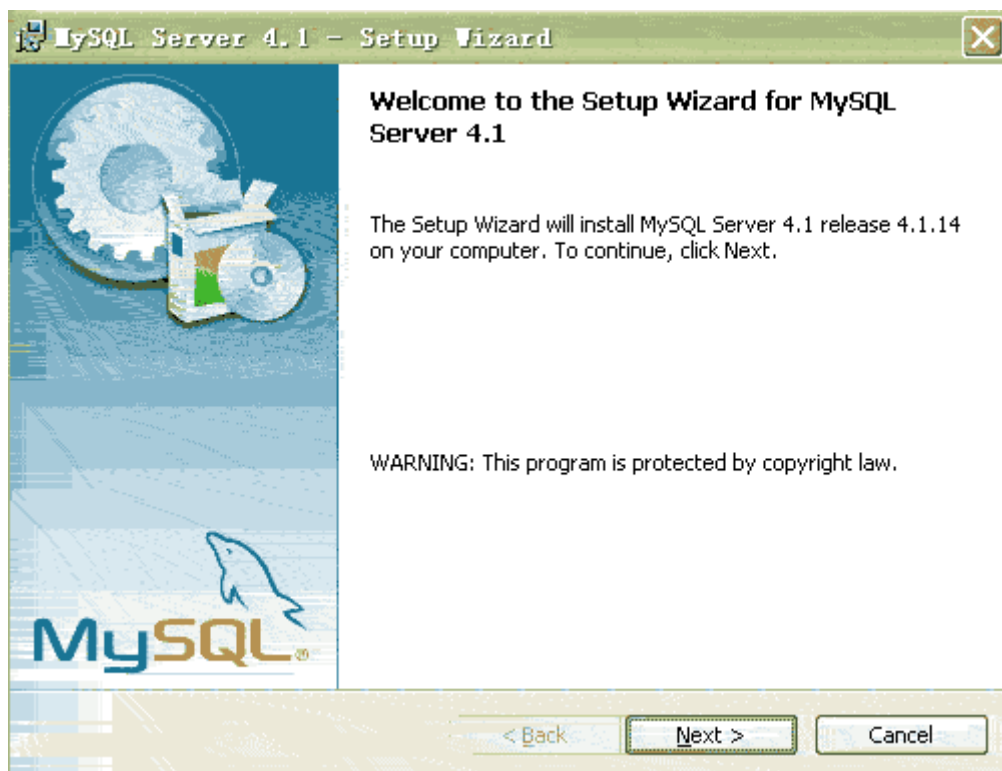 MySQL Server 4.1 - Setup Wizard
Welcome to the Setup Wizard for MySQL
Server 4.1
The Setup Wizard will install MySQL Server 4.1 release 4.1.14
on your computer. To continue, click Next.
WARNING: This program is protected by copyright law.
MySQL®
< Back
Next >
Cancel